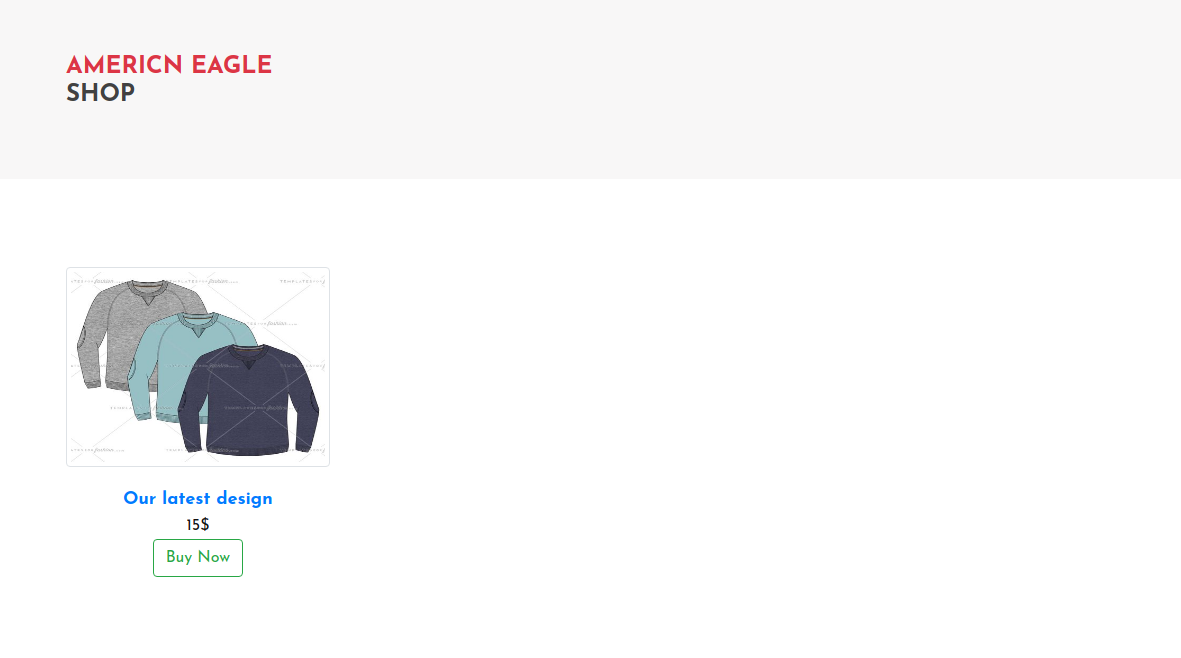 AMERICN EAGLE
SHOP
Our latest design
15$
Buy Now